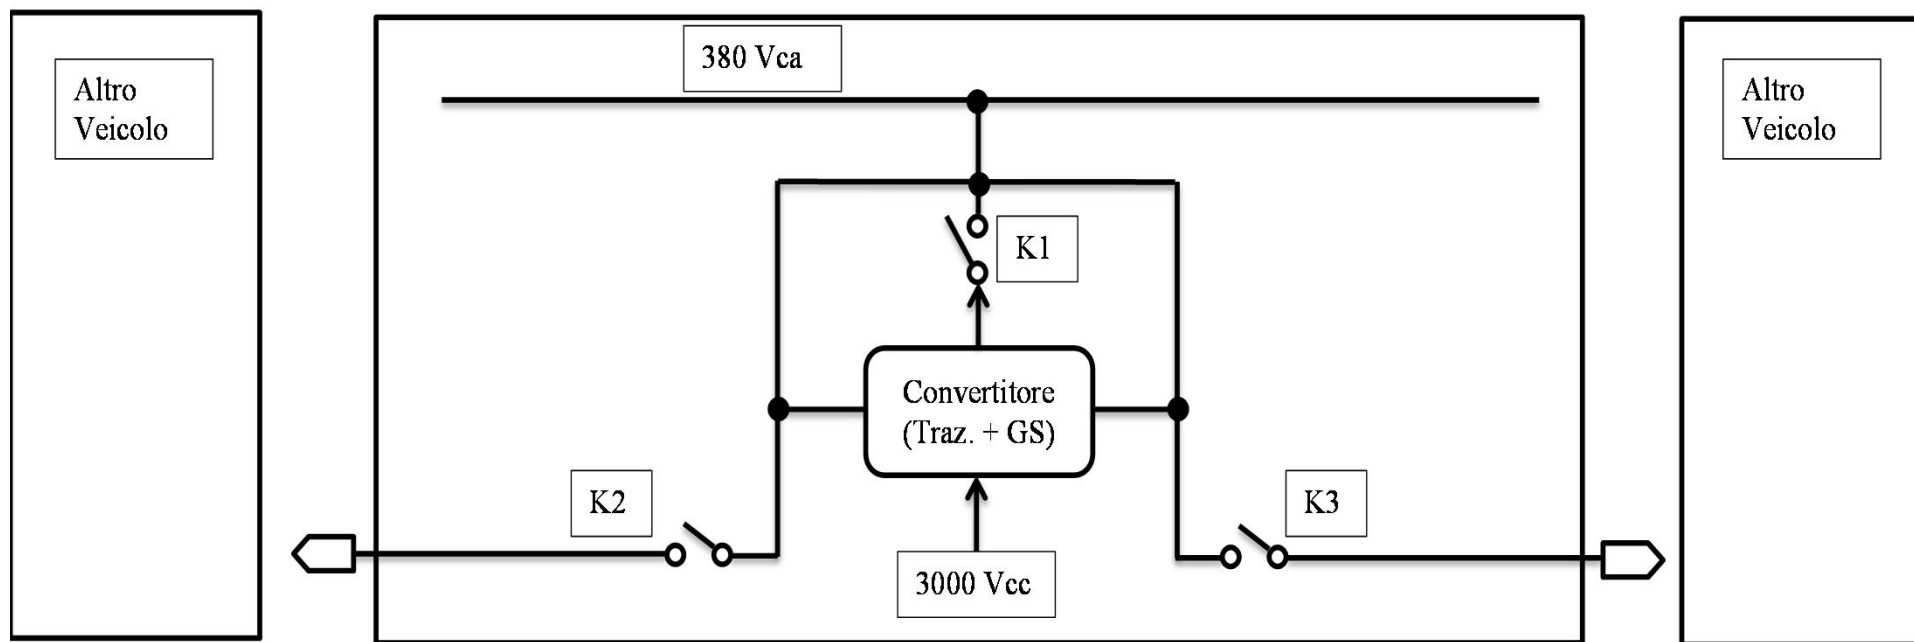 380 Vca
Altro
Veicolo
Altro
Veicolo
K1
Convertitore
(Traz. + GS)
K2
K3
3000 Vcc